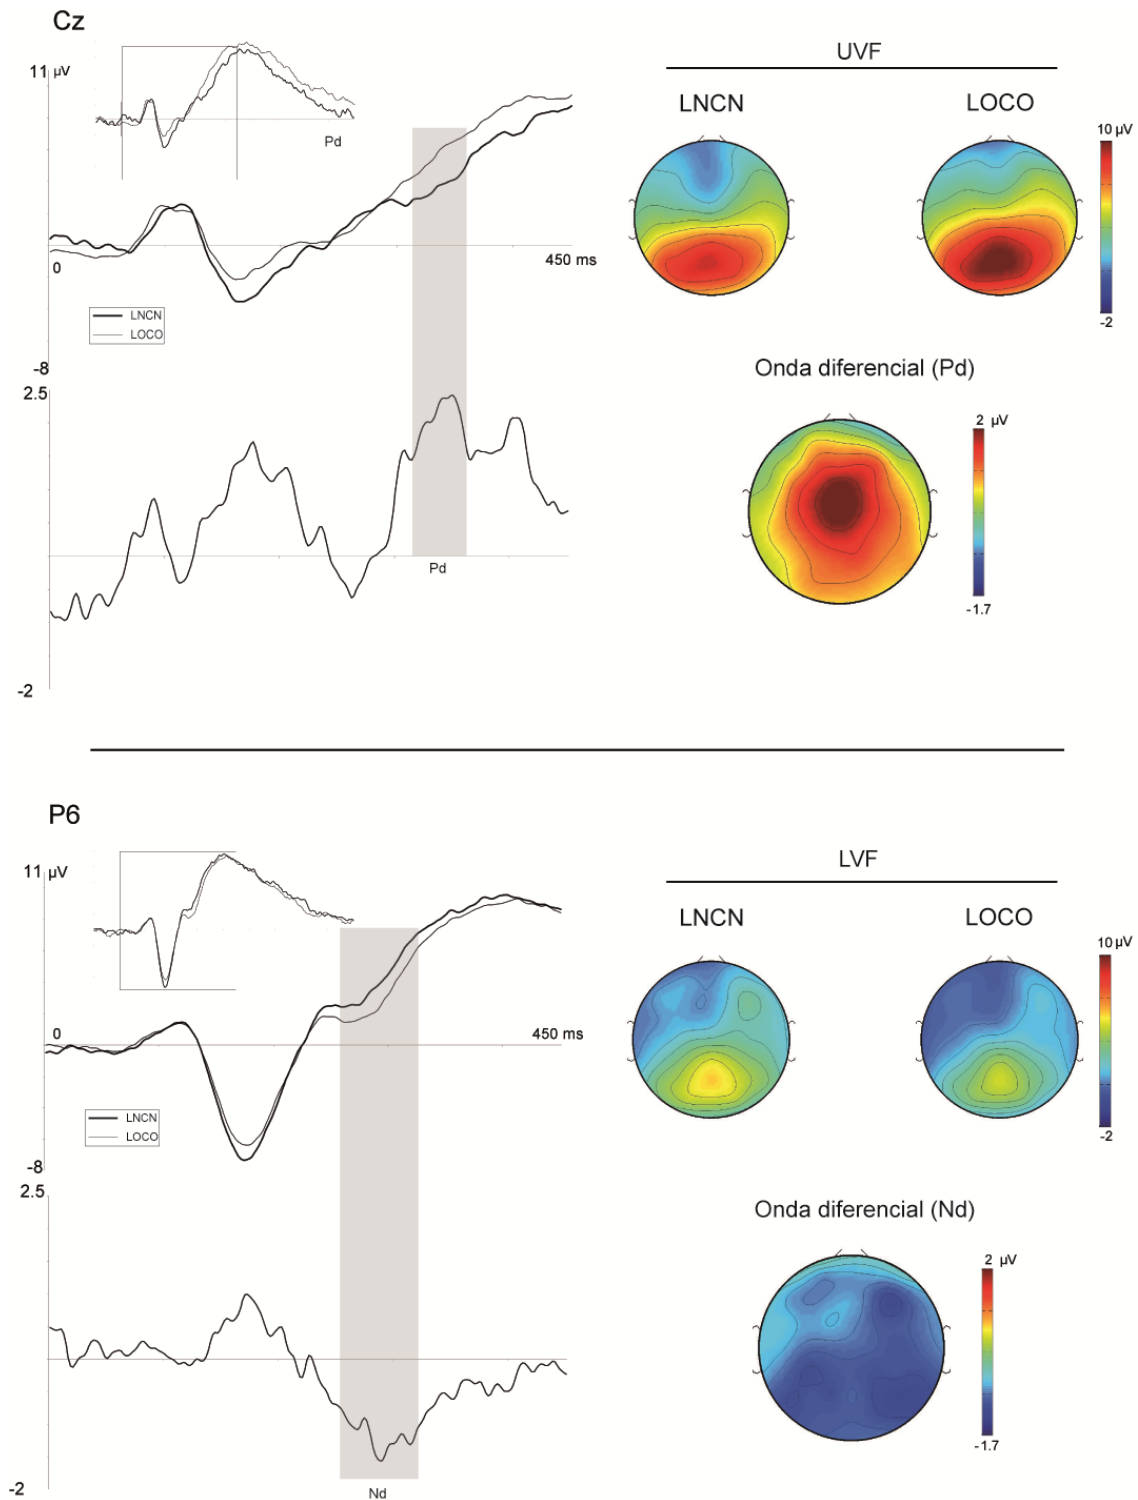 Cz
11 µV
Pd
0
450 ms
LNCN
LOCO
-8
2.5
Pd
-2
UVF
LNCN
LOCO
10 µV
-2
Onda diferencial (Pd)
2 µV
-1.7
P6
11 µV
0
450 ms
LNCN
LOCO
-8
2.5
Nd
-2
LVF
LNCN
LOCO
10 µV
-2
Onda diferencial (Nd)
2 µV
-1.7